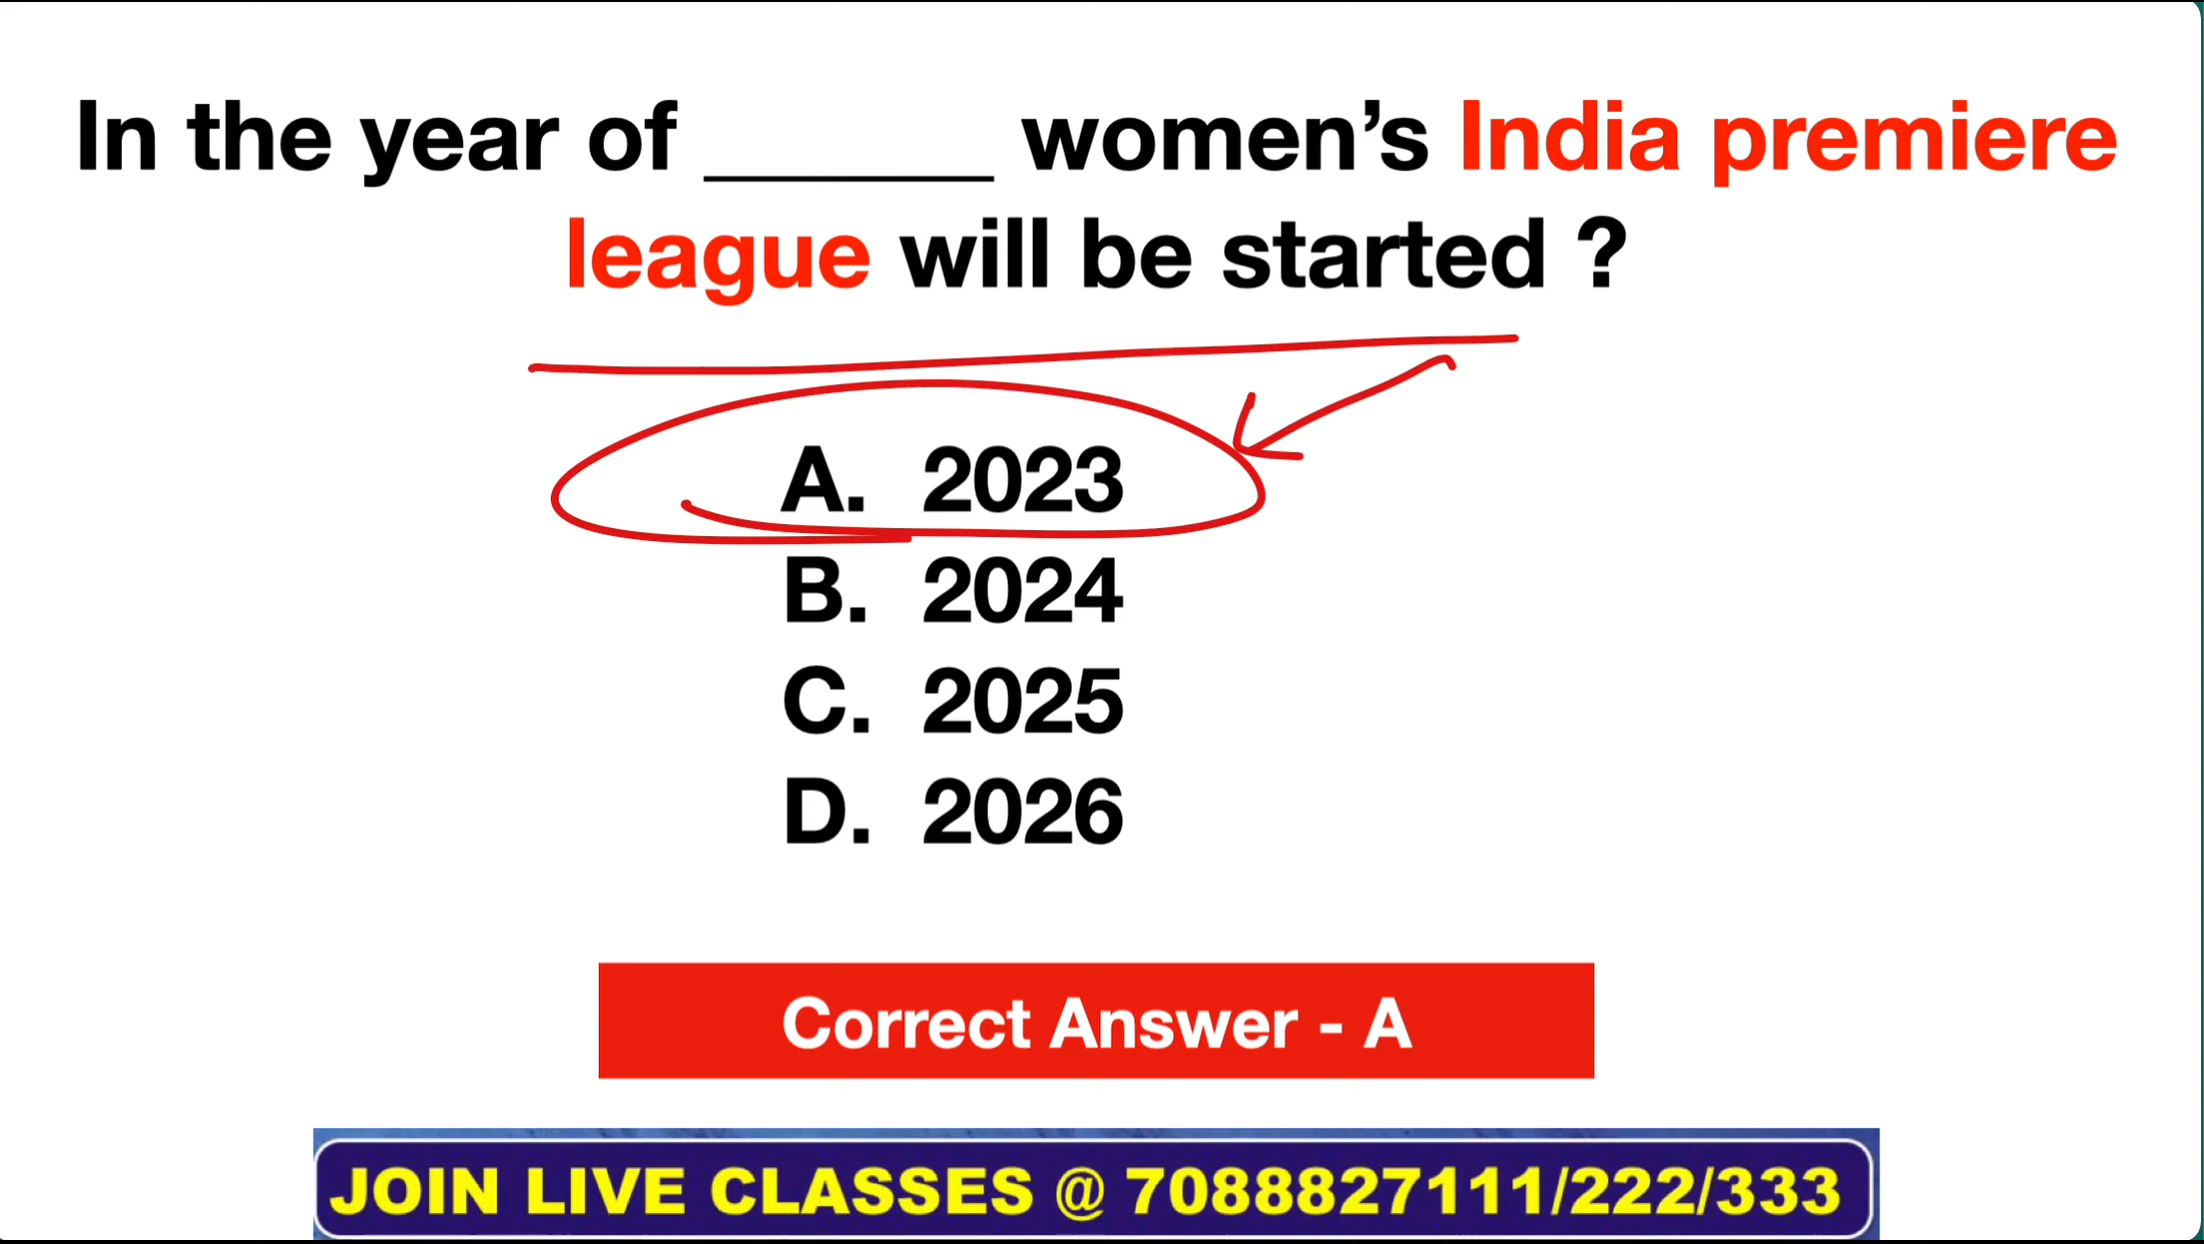 In the year of ______ women’s India premiere
league will be started ?
A. 2023
B. 2024
C. 2025
D. 2026
Correct Answer - A
JOIN LIVE CLASSES @ 7088827111/222/333